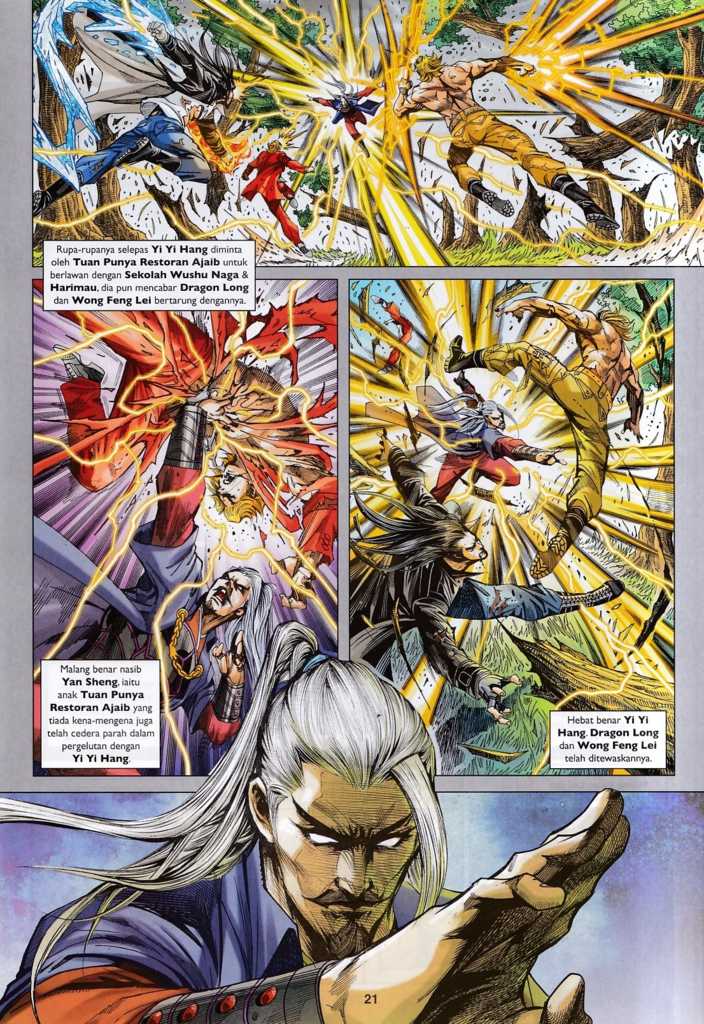 Rupa-rupanya selepas Yi Yi Hang diminta
oleh Tuan Punya Restoran Ajaib untuk
berlawan dengan Sekolah Wushu Naga &
Harimau, dia pun mencabar Dragon Long
dan Wong Feng Lei bertarung dengannya.
Malang benar nasib
Yan Sheng, iaitu
anak Tuan Punya
Restoran Ajaib yang
tiada kena-mengena juga
telah cedera parah dalam
pergelutan dengan
Yi Yi Hang.
Hebat benar Yi Yi
Hang. Dragon Long
dan Wong Feng Lei
telah ditewaskannya.
21